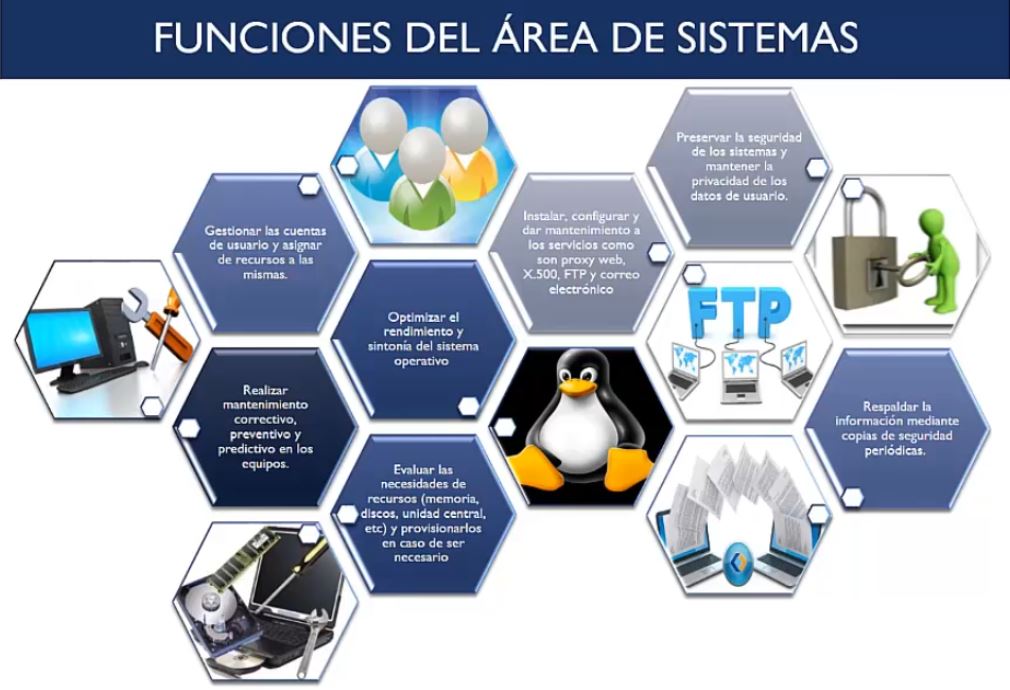 FUNCIONES DEL ÁREA DE SISTEMAS
Preservar la seguridad
de los sistemas y
mantener la
privacidad de los
datos de usuario.
Gestionar las cuentas
de usuario y asignar
de recursos a las
mismas.
Instalar, configurar y
dar mantenimiento a
los servicios como
son proxy web,
X.500, FTP y correo
electrónico
Optimizar el
rendimiento y
sintonía del sistema
operativo
FTP
Realizar
mantenimiento
correctivo,
preventivo y
predictivo en los
equipos.
Respaldar la
información mediante
copias de seguridad
periódicas.
Evaluar las
necesidades de
recursos (memoria,
discos, unidad central,
etc) y provisionarlos
en caso de ser
necesario